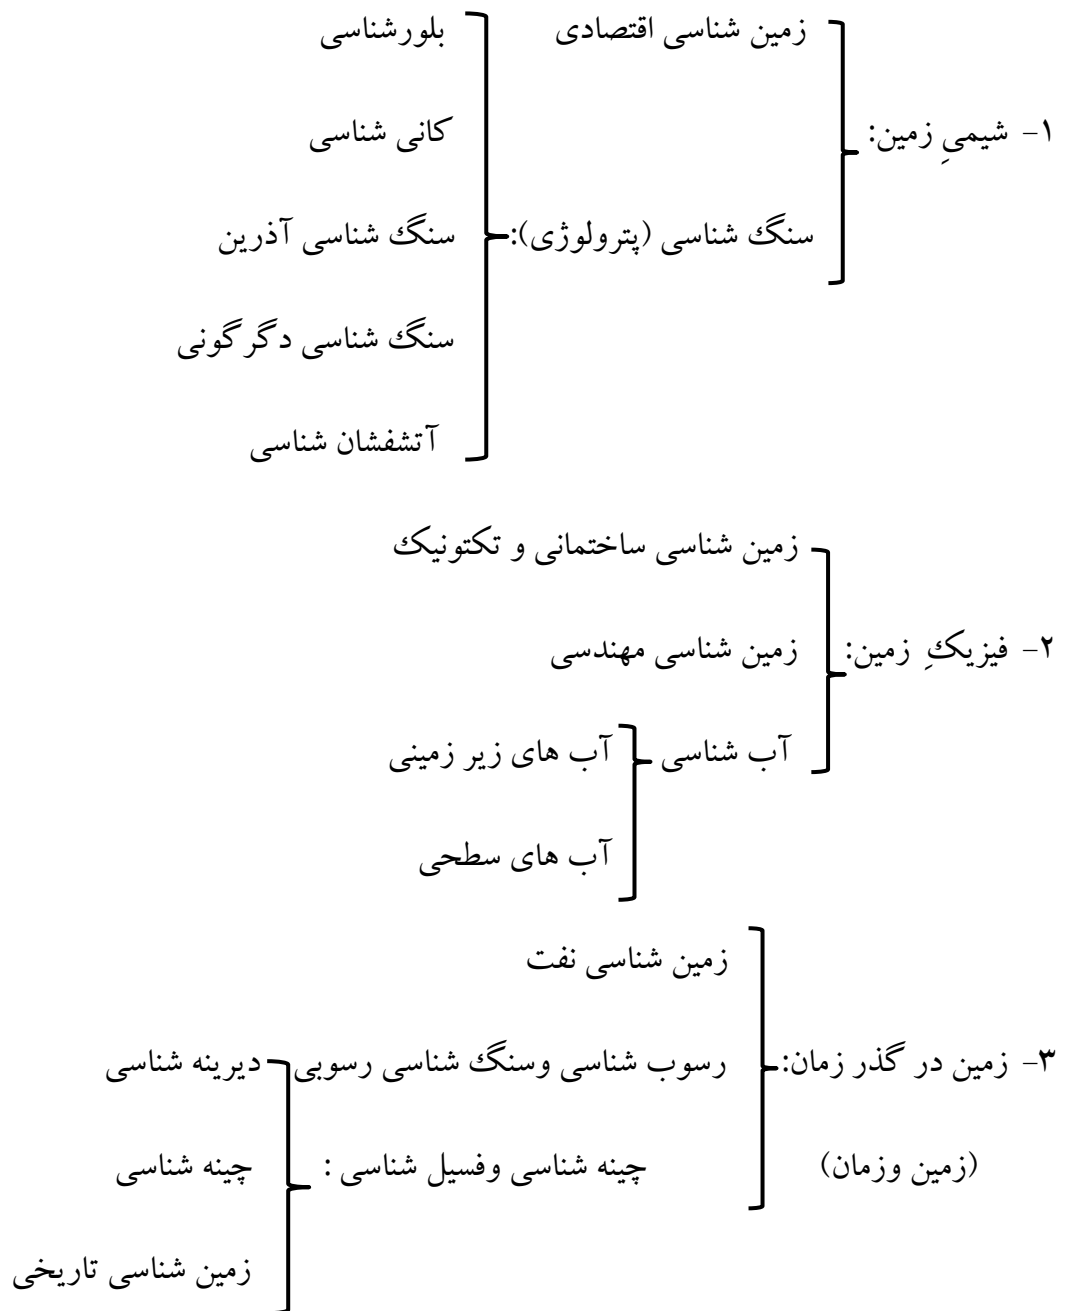 زمین شناسی اقتصادی بلورشناسی
۱- شیمیِ زمین: کانی شناسی
سنگ شناسی (پترولوژی): سنگ شناسی آذرین
سنگ شناسی دگرگونی
آتشفشان شناسی
زمین شناسی ساختمانی و تکتونیک
۲- فیزیکِ زمین: زمین شناسی مهندسی
آب شناسی آب های زیر زمینی
آب های سطحی
زمین شناسی نفت
۳- زمین در گذر زمان: رسوب شناسی وسنگ شناسی رسوبی دیرینه شناسی
(زمین وزمان) چینه شناسی وفسیل شناسی : چینه شناسی
زمین شناسی تاریخی